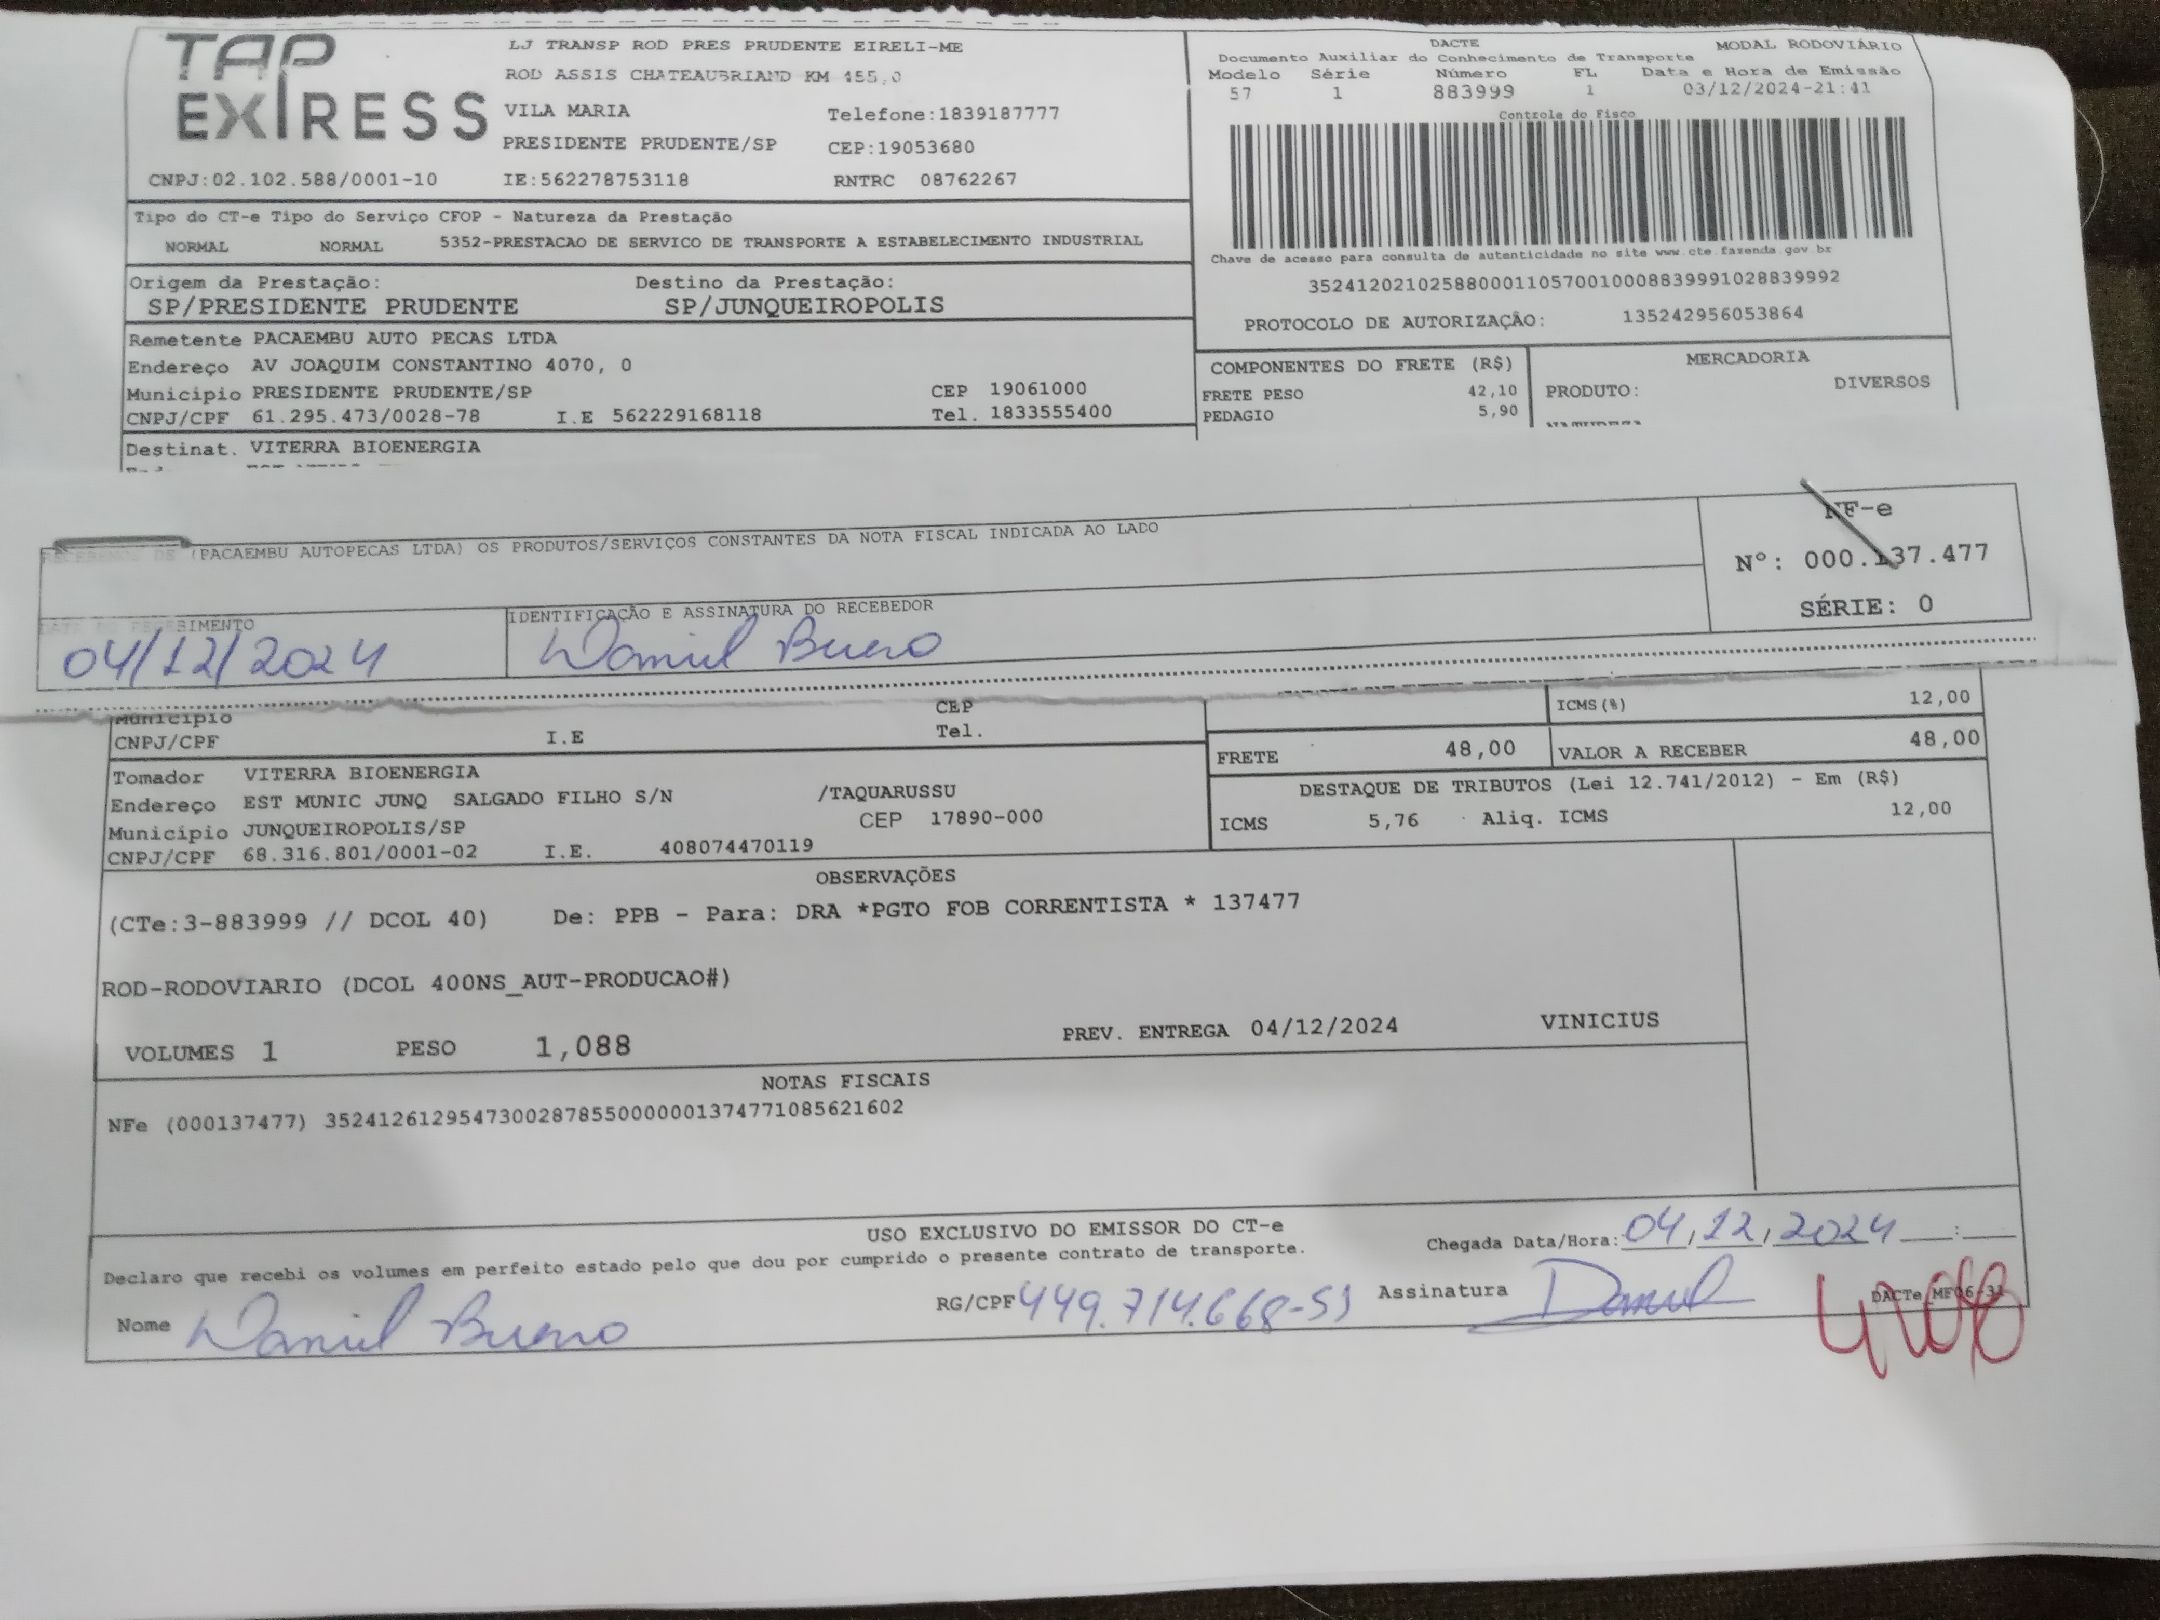 TAP EXPRESS
LJ TRANSP ROD PRES PRUDENTE EIRELI-ME
ROD ASSIS CHATEAUBRIAND KM 455,0
VILA MARIA Telefone:1839187777
PRESIDENTE PRUDENTE/SP CEP:19053680
CNPJ:02.102.588/0001-10 IE:562278753118 RNTRC 08762267
DACTE MODAL RODOVIÁRIO
Documento Auxiliar do Conhecimento de Transporte
Modelo Série Número FL Data e Hora de Emissão
57 1 883999 1 03/12/2024-21:41
Controle do Fisco
Chave de acesso para consulta de autenticidade no site www.cte.fazenda.gov.br
35241202102588000110570010008839991028839992
PROTOCOLO DE AUTORIZAÇÃO: 135242956053864
Tipo do CT-e Tipo do Serviço CFOP - Natureza da Prestação
NORMAL NORMAL 5352-PRESTACAO DE SERVICO DE TRANSPORTE A ESTABELECIMENTO INDUSTRIAL
Origem da Prestação: Destino da Prestação:
SP/PRESIDENTE PRUDENTE SP/JUNQUEIROPOLIS
Remetente PACAEMBU AUTO PECAS LTDA
Endereço AV JOAQUIM CONSTANTINO 4070, 0
Municipio PRESIDENTE PRUDENTE/SP CEP 19061000
CNPJ/CPF 61.295.473/0028-78 I.E 562229168118 Tel. 1833555400
Destinat. VITERRA BIOENERGIA
COMPONENTES DO FRETE (R$) MERCADORIA
FRETE PESO 42,10 PRODUTO: DIVERSOS
PEDAGIO 5,90
(PACAEMBU AUTOPECAS LTDA) OS PRODUTOS/SERVIÇOS CONSTANTES DA NOTA FISCAL INDICADA AO LADO
NF-e
Nº: 000.137.477
SÉRIE: 0
RECEBIMENTO IDENTIFICAÇÃO E ASSINATURA DO RECEBEDOR
04/12/2024 Daniel Bueno
Município CEP
CNPJ/CPF I.E Tel.
ICMS(%) 12,00
FRETE 48,00 VALOR A RECEBER 48,00
Tomador VITERRA BIOENERGIA
Endereço EST MUNIC JUNQ SALGADO FILHO S/N /TAQUARUSSU
Município JUNQUEIROPOLIS/SP CEP 17890-000
CNPJ/CPF 68.316.801/0001-02 I.E. 408074470119
DESTAQUE DE TRIBUTOS (Lei 12.741/2012) - Em (R$)
ICMS 5,76 Aliq. ICMS 12,00
OBSERVAÇÕES
(CTe:3-883999 // DCOL 40) De: PPB - Para: DRA *PGTO FOB CORRENTISTA * 137477
ROD-RODOVIARIO (DCOL 400NS_AUT-PRODUCAO#)
VOLUMES 1 PESO 1,088 PREV. ENTREGA 04/12/2024 VINICIUS
NOTAS FISCAIS
NFe (000137477) 35241261295473002878550000001374771085621602
USO EXCLUSIVO DO EMISSOR DO CT-e
Declaro que recebi os volumes em perfeito estado pelo que dou por cumprido o presente contrato de transporte.
Chegada Data/Hora: 04,12,2024 __:__
Nome Daniel Bueno RG/CPF 449.714.668-51 Assinatura Daniel
DACTe_MF06-31